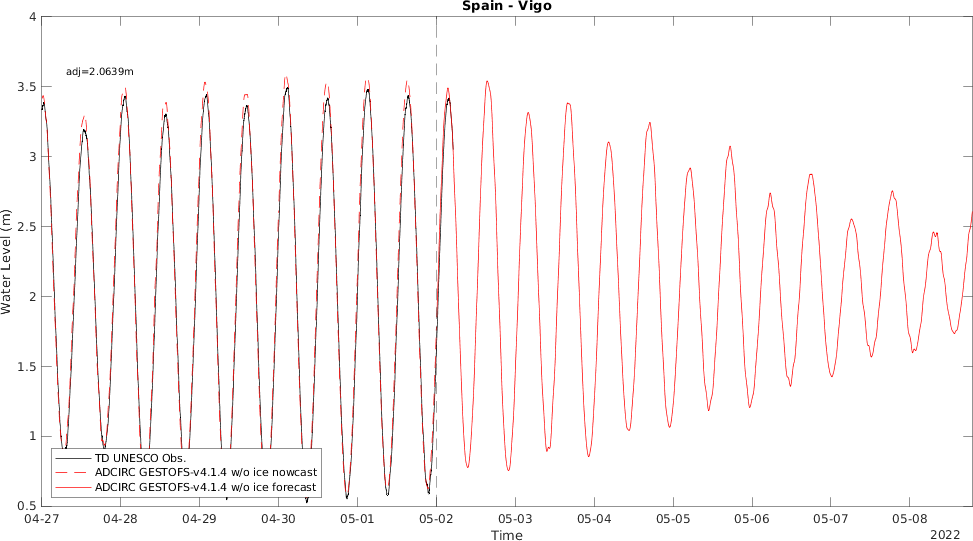 Spain - Vigo
4
adj=2.0639m
3.5
3
2.5
2
1.5
1
0.5
Water Level (m)
TD UNESCO Obs.
ADCIRC GESTOFS-v4.1.4 w/o ice nowcast
ADCIRC GESTOFS-v4.1.4 w/o ice forecast
04-27 04-28 04-29 04-30 05-01 05-02 05-03 05-04 05-05 05-06 05-07 05-08
Time
2022